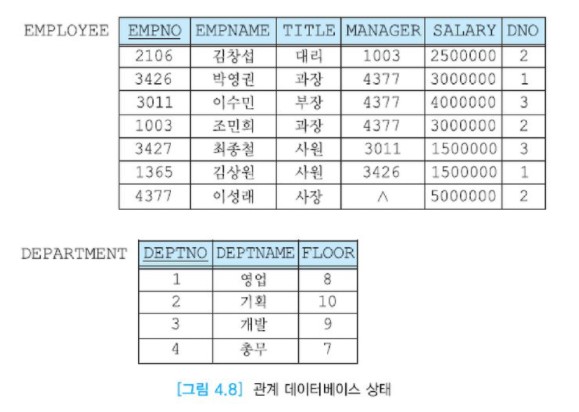 EMPLOYEE EMPNO EMPNAME TITLE MANAGER SALARY DNO
2106 김창섭 대리 1003 2500000 2
3426 박영권 과장 4377 3000000 1
3011 이수민 부장 4377 4000000 3
1003 조민희 과장 4377 3000000 2
3427 최종철 사원 3011 1500000 3
1365 김상원 사원 3426 1500000 1
4377 이성래 사장 ∧ 5000000 2
DEPARTMENT DEPTNO DEPTNAME FLOOR
1 영업 8
2 기획 10
3 개발 9
4 총무 7
[그림 4.8] 관계 데이터베이스 상태